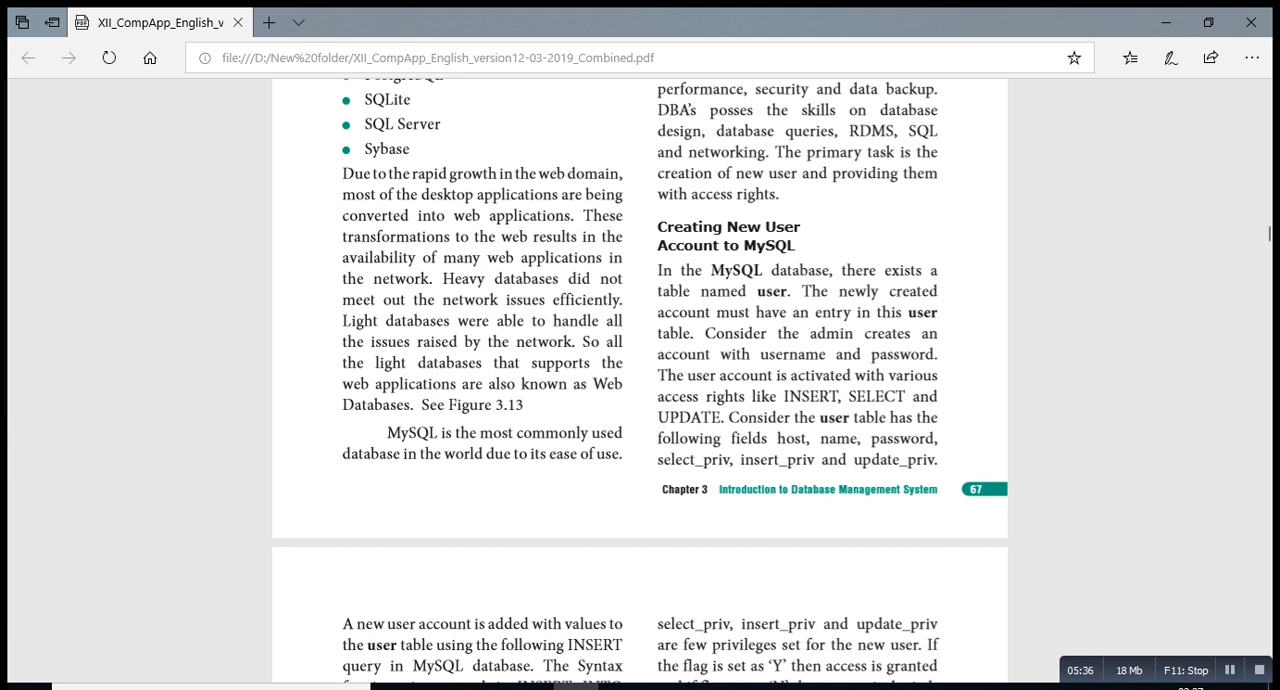 XII_CompApp_English_v
file:///D:/New%20folder/XII_CompApp_English_version12-03-2019_Combined.pdf
PostgreSQL
SQLite
SQL Server
Sybase
Due to the rapid growth in the web domain,
most of the desktop applications are being
converted into web applications. These
transformations to the web results in the
availability of many web applications in
the network. Heavy databases did not
meet out the network issues efficiently.
Light databases were able to handle all
the issues raised by the network. So all
the light databases that supports the
web applications are also known as Web
Databases. See Figure 3.13
MySQL is the most commonly used
database in the world due to its ease of use.
performance, security and data backup.
DBA's posses the skills on database
design, database queries, RDMS, SQL
and networking. The primary task is the
creation of new user and providing them
with access rights.
Creating New User
Account to MySQL
In the MySQL database, there exists a
table named user. The newly created
account must have an entry in this user
table. Consider the admin creates an
account with username and password.
The user account is activated with various
access rights like INSERT, SELECT and
UPDATE. Consider the user table has the
following fields host, name, password,
select_priv, insert_priv and update_priv.
Chapter 3 Introduction to Database Management System 67
A new user account is added with values to
the user table using the following INSERT
query in MySQL database. The Syntax
select_priv, insert_priv and update_priv
are few privileges set for the new user. If
the flag is set as 'Y' then access is granted
05:36 18 Mb F11: Stop